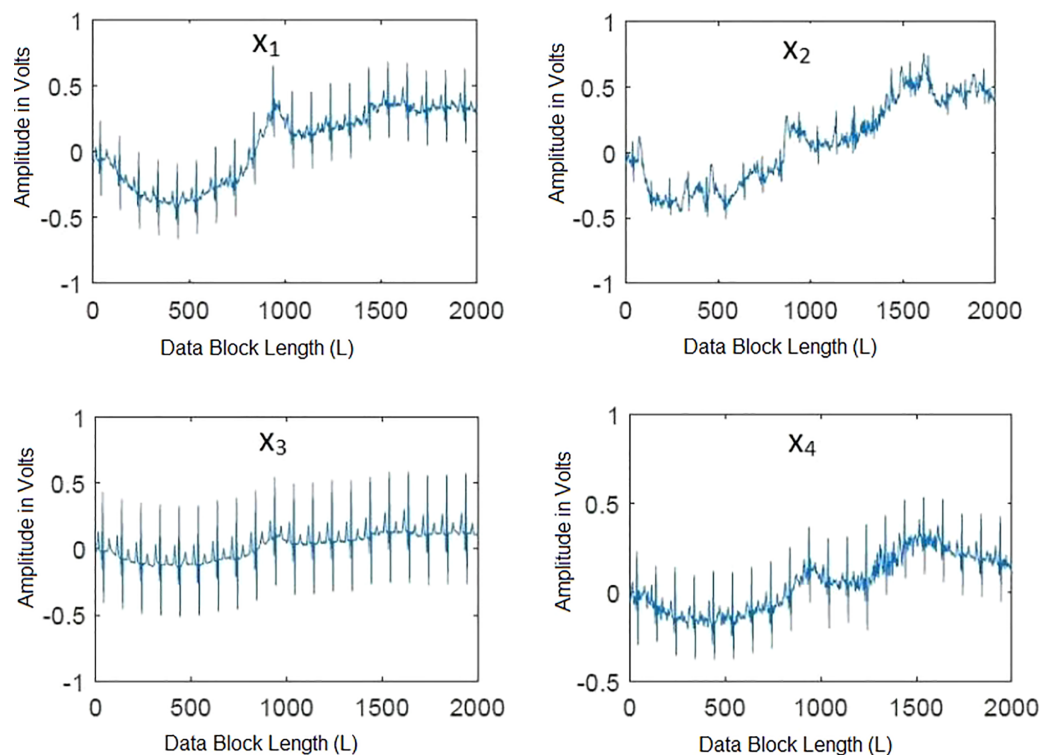 1
0.5
0
-0.5
-1
Amplitude in Volts
X₁
0 500 1000 1500 2000
Data Block Length (L)
1
0.5
0
-0.5
-1
Amplitude in Volts
X₂
0 500 1000 1500 2000
Data Block Length (L)
1
0.5
0
-0.5
-1
Amplitude in Volts
X₃
0 500 1000 1500 2000
Data Block Length (L)
1
0.5
0
-0.5
Amplitude in Volts
X₄
0 500 1000 1500 2000
Data Block Length (L)